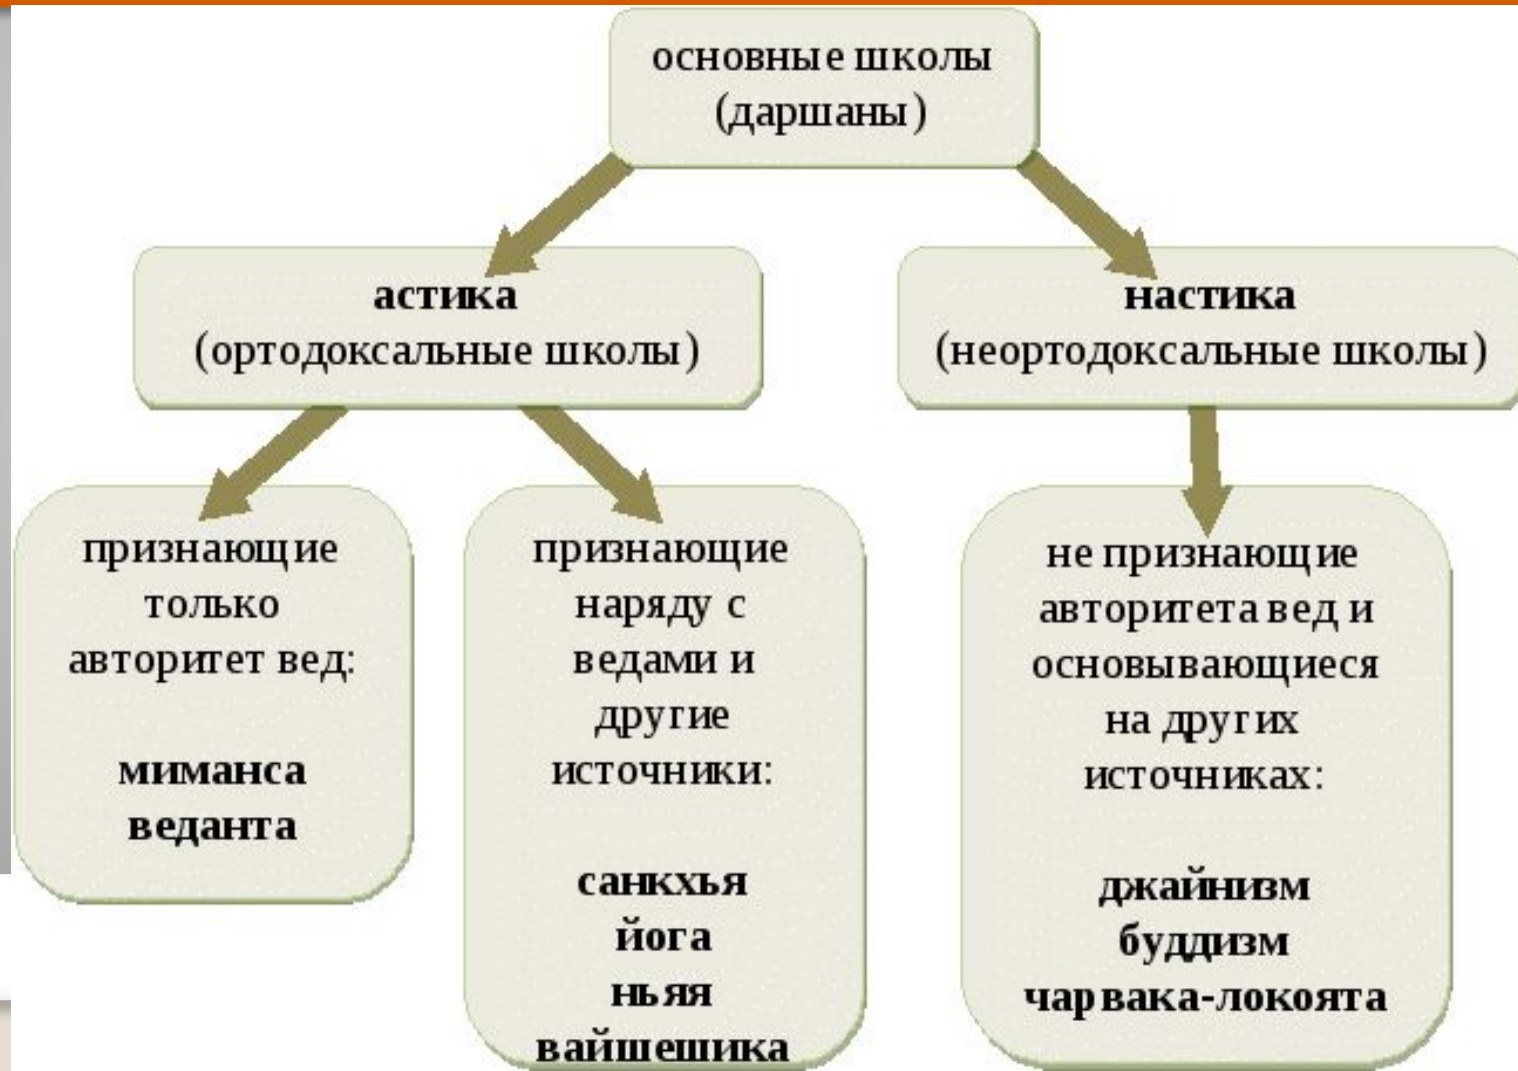 основные школы
(даршаны)
астика
(ортодоксальные школы)
настика
(неортодоксальные школы)
признающие
только
авторитет вед:
миманса
веданта
признающие
наряду с
ведами и
другие
источники:
санкхья
йога
ньяя
вайшешика
не признающие
авторитета вед и
основывающиеся
на других
источниках:
джайнизм
буддизм
чарвака-локоята